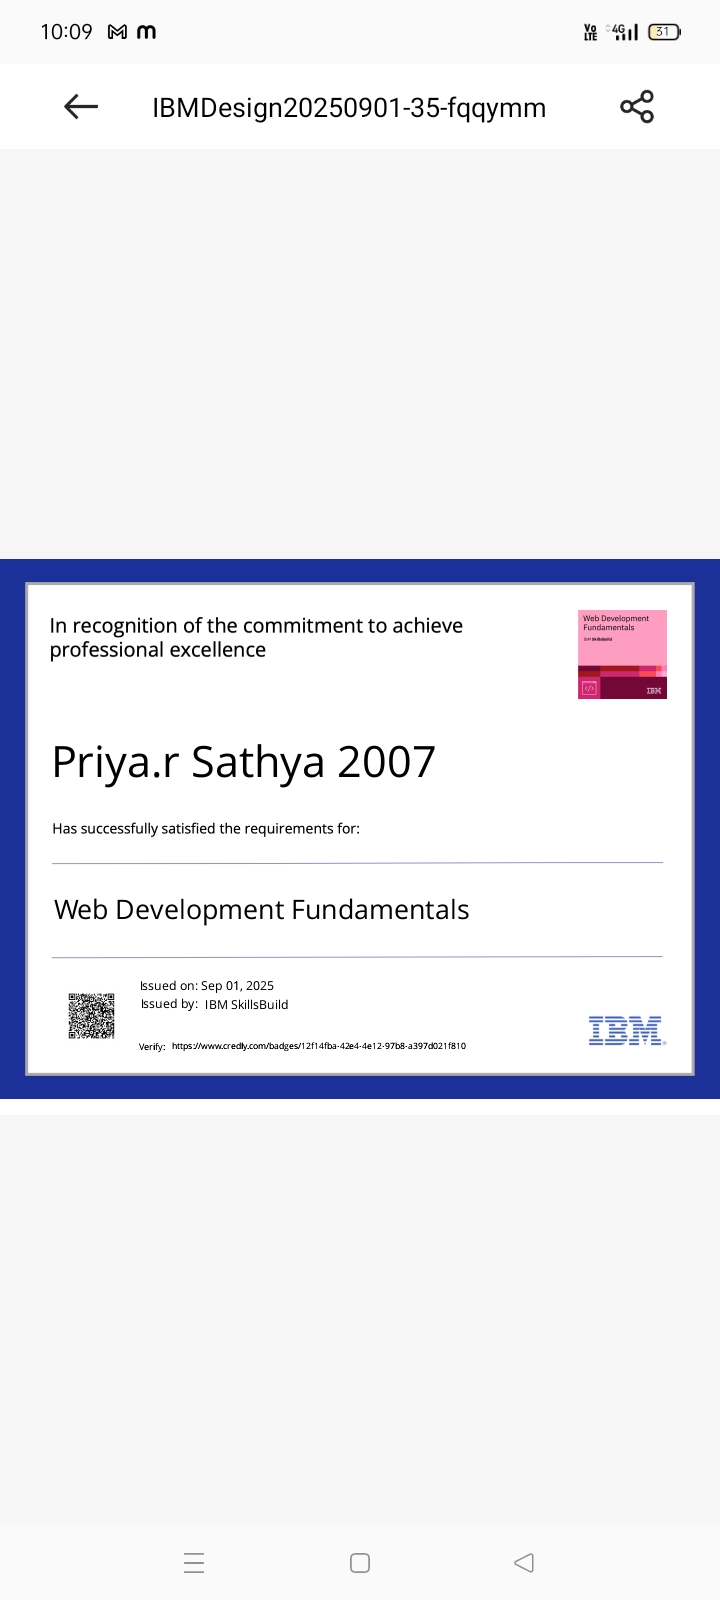 10:09
Vo
LTE
4G
31
IBMDesign20250901-35-fqqymm
In recognition of the commitment to achieve
professional excellence
Web Development
Fundamentals
IBM SkillsBuild
</>
IBM
Priya.r Sathya 2007
Has successfully satisfied the requirements for:
Web Development Fundamentals
Issued on: Sep 01, 2025
Issued by: IBM SkillsBuild
Verify: https://www.credly.com/badges/12f14fba-42e4-4e12-97b8-a397d021f810
IBM®